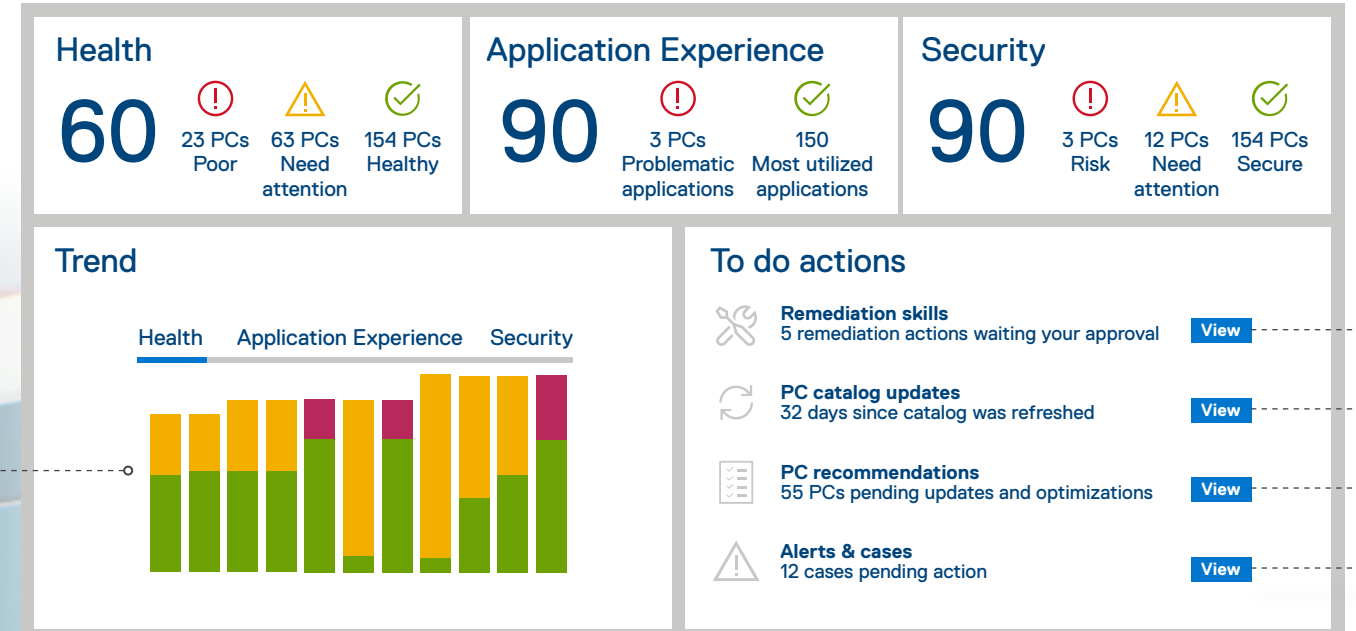 Health
60
23 PCs
Poor
63 PCs
Need
attention
154 PCs
Healthy
Application Experience
90
3 PCs
Problematic
applications
150
Most utilized
applications
Security
90
3 PCs
Risk
12 PCs
Need
attention
154 PCs
Secure
Trend
Health Application Experience Security
To do actions
Remediation skills
5 remediation actions waiting your approval
View
PC catalog updates
32 days since catalog was refreshed
View
PC recommendations
55 PCs pending updates and optimizations
View
Alerts & cases
12 cases pending action
View